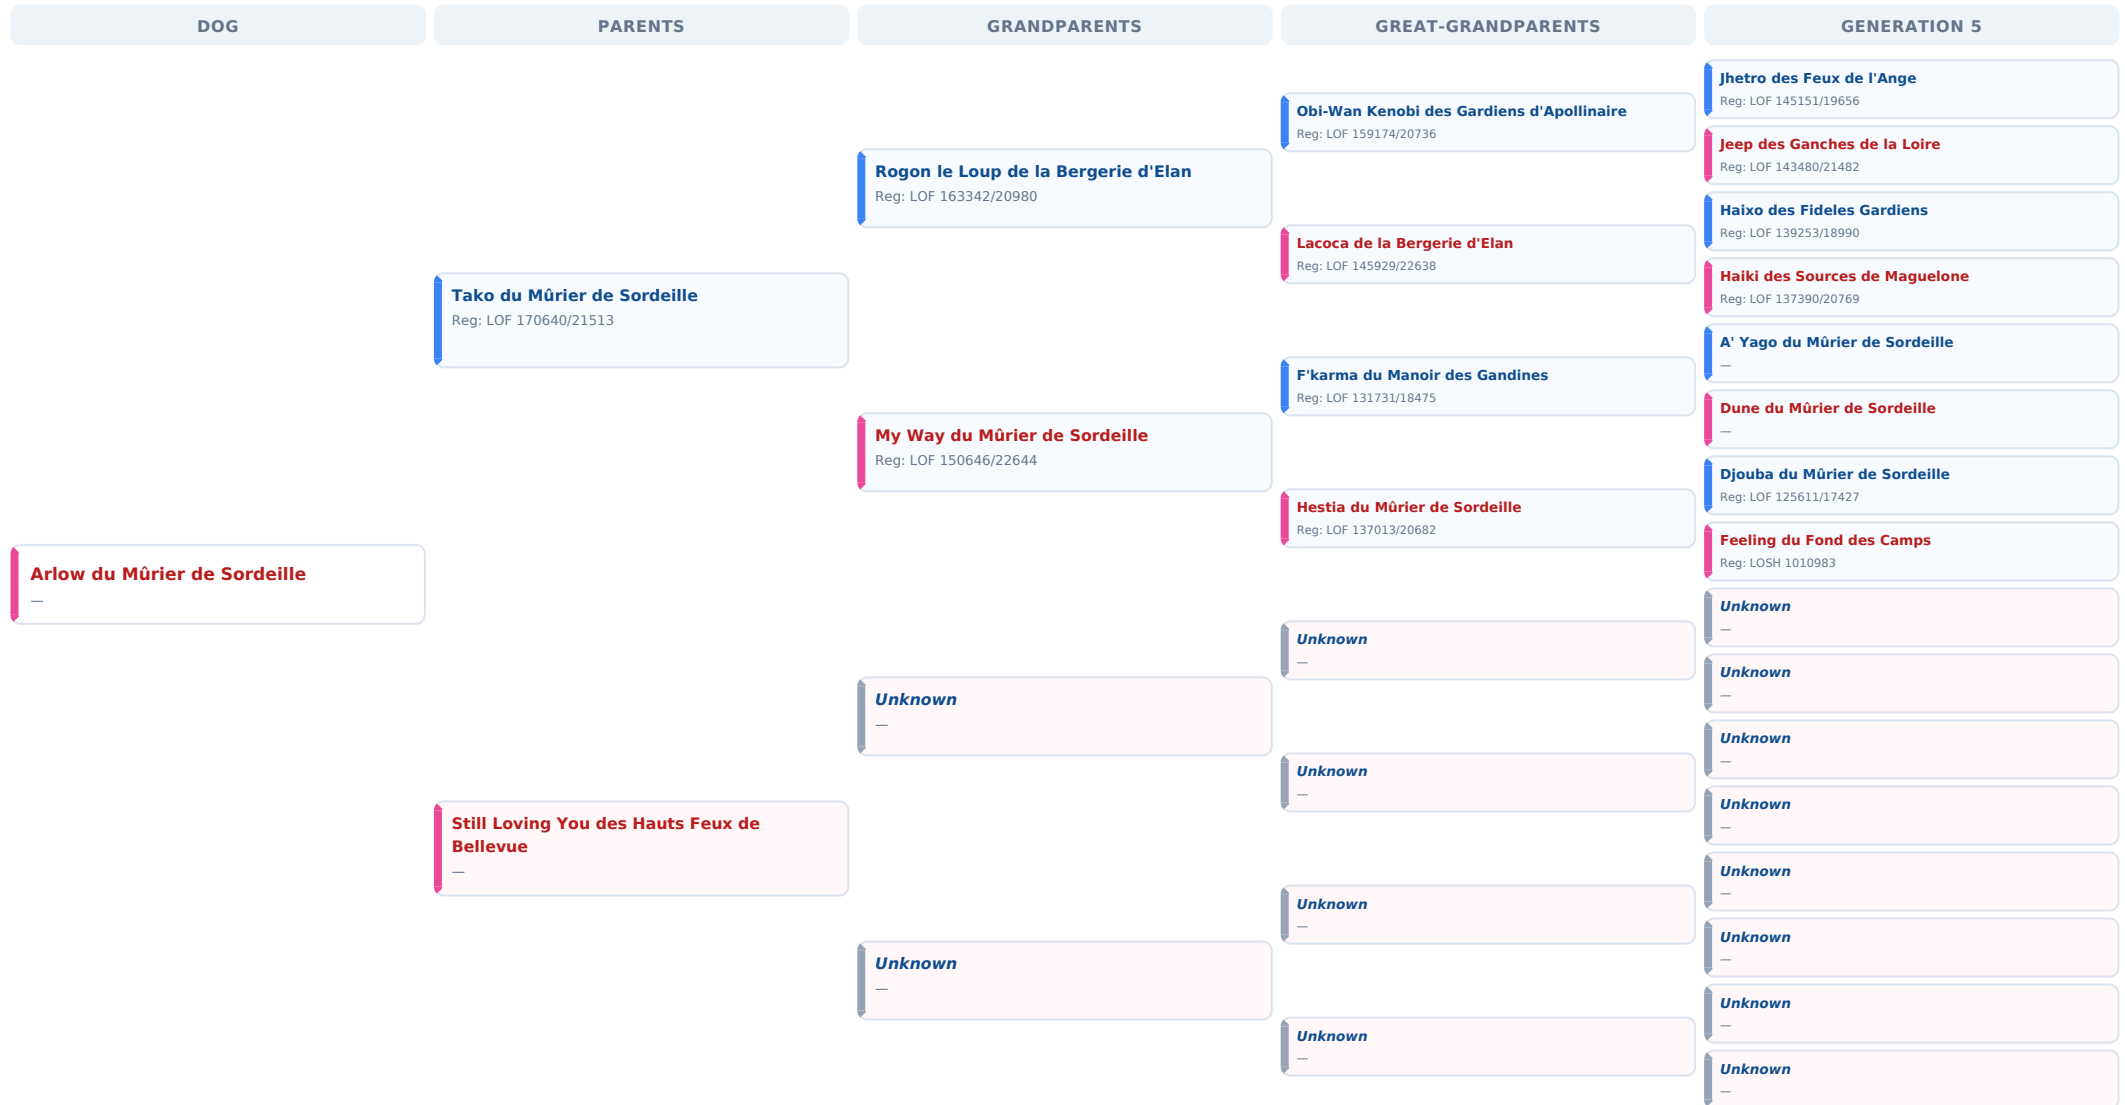 DOG
PARENTS
GRANDPARENTS
GREAT-GRANDPARENTS
GENERATION 5
Arlow du Mûrier de Sordeille
—
Tako du Mûrier de Sordeille
Reg: LOF 170640/21513
Still Loving You des Hauts Feux de
Bellevue
—
Rogon le Loup de la Bergerie d'Elan
Reg: LOF 163342/20980
My Way du Mûrier de Sordeille
Reg: LOF 150646/22644
Unknown
—
Unknown
—
Obi-Wan Kenobi des Gardiens d'Apollinaire
Reg: LOF 159174/20736
Lacoca de la Bergerie d'Elan
Reg: LOF 145929/22638
F'karma du Manoir des Gandines
Reg: LOF 131731/18475
Hestia du Mûrier de Sordeille
Reg: LOF 137013/20682
Unknown
—
Unknown
—
Unknown
—
Unknown
—
Jhetro des Feux de l'Ange
Reg: LOF 145151/19656
Jeep des Ganches de la Loire
Reg: LOF 143480/21482
Haixo des Fideles Gardiens
Reg: LOF 139253/18990
Haiki des Sources de Maguelone
Reg: LOF 137390/20769
A' Yago du Mûrier de Sordeille
—
Dune du Mûrier de Sordeille
—
Djouba du Mûrier de Sordeille
Reg: LOF 125611/17427
Feeling du Fond des Camps
Reg: LOSH 1010983
Unknown
—
Unknown
—
Unknown
—
Unknown
—
Unknown
—
Unknown
—
Unknown
—
Unknown
—